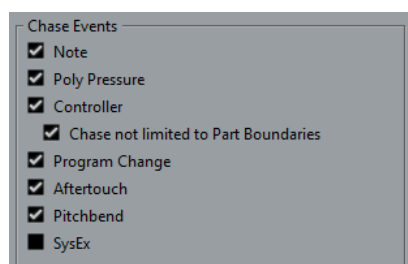 Chase Events
Note
Poly Pressure
Controller
Chase not limited to Part Boundaries
Program Change
Aftertouch
Pitchbend
SysEx